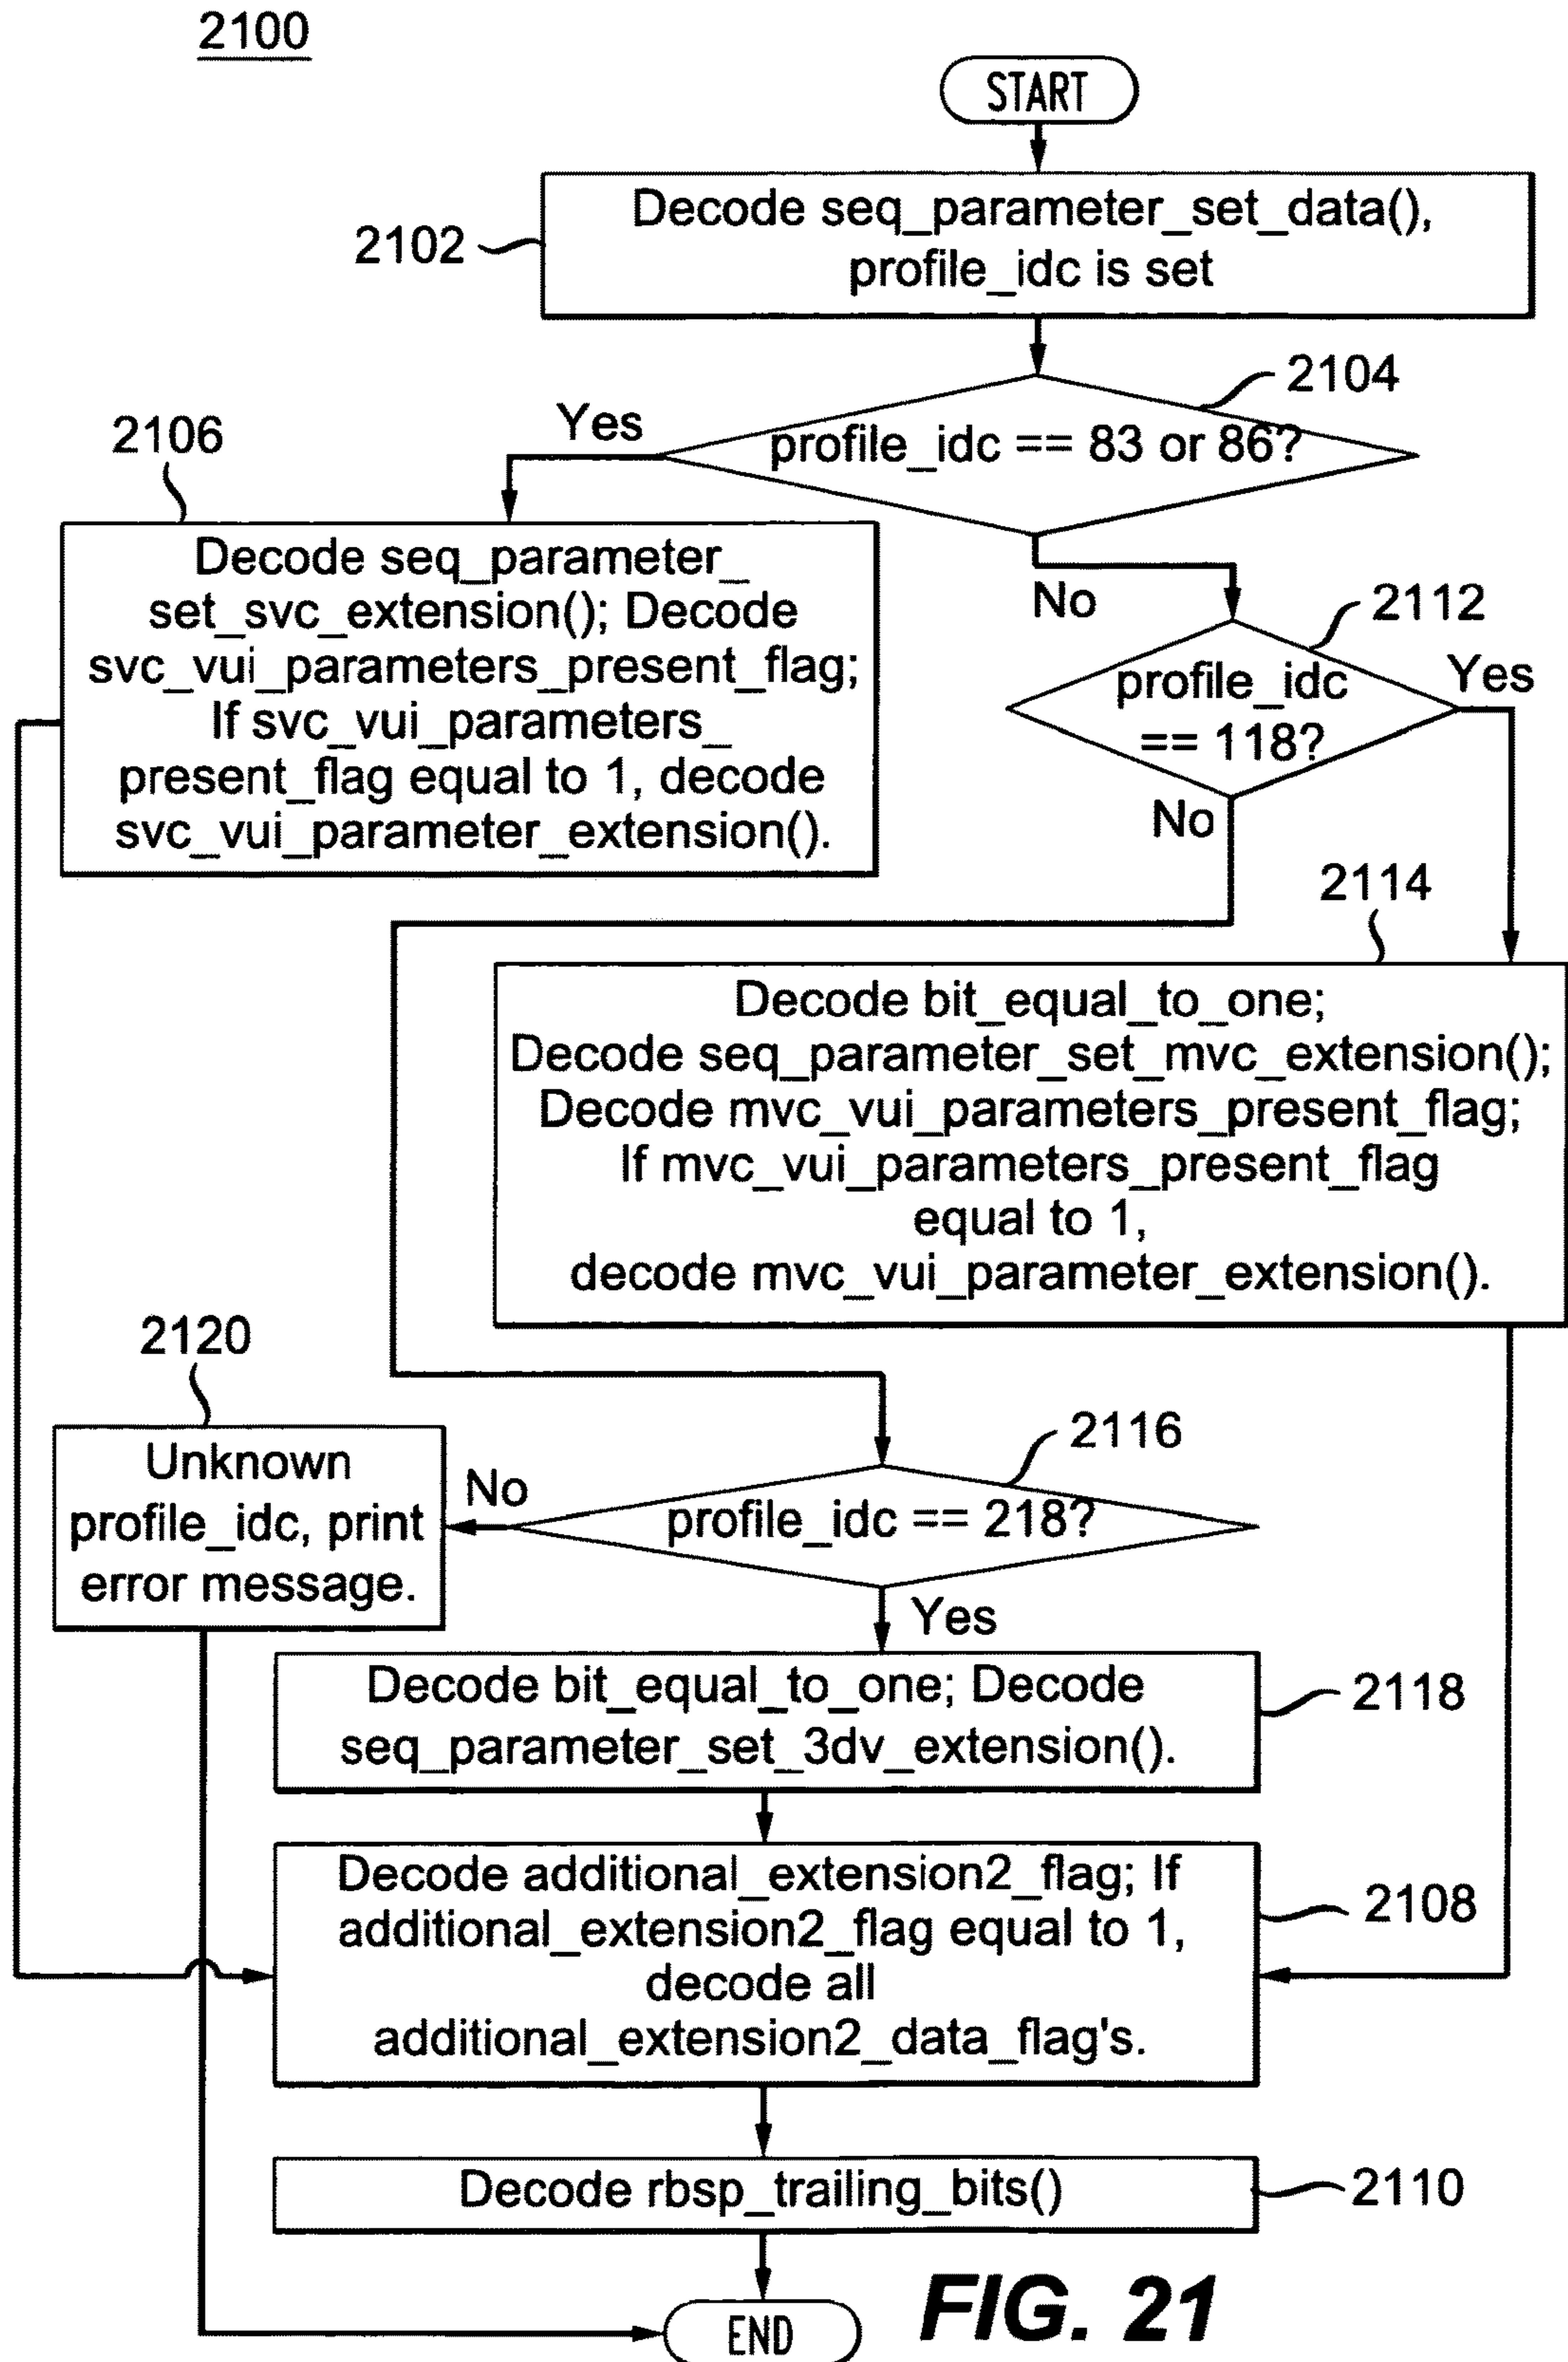 2100
START
Decode seq_parameter_set_data(),
profile_idc is set
2102
2104
profile_idc == 83 or 86?
Yes
2106
Decode seq_parameter_
set_svc_extension(); Decode
svc_vui_parameters_present_flag;
If svc_vui_parameters_
present_flag equal to 1, decode
svc_vui_parameter_extension().
No
2112
profile_idc
== 118?
Yes
No
2114
Decode bit_equal_to_one;
Decode seq_parameter_set_mvc_extension();
Decode mvc_vui_parameters_present_flag;
If mvc_vui_parameters_present_flag
equal to 1,
decode mvc_vui_parameter_extension().
2120
Unknown
profile_idc, print
error message.
No
2116
profile_idc == 218?
Yes
Decode bit_equal_to_one; Decode
seq_parameter_set_3dv_extension().
2118
Decode additional_extension2_flag; If
additional_extension2_flag equal to 1,
decode all
additional_extension2_data_flag's.
2108
Decode rbsp_trailing_bits()
2110
END
FIG. 21